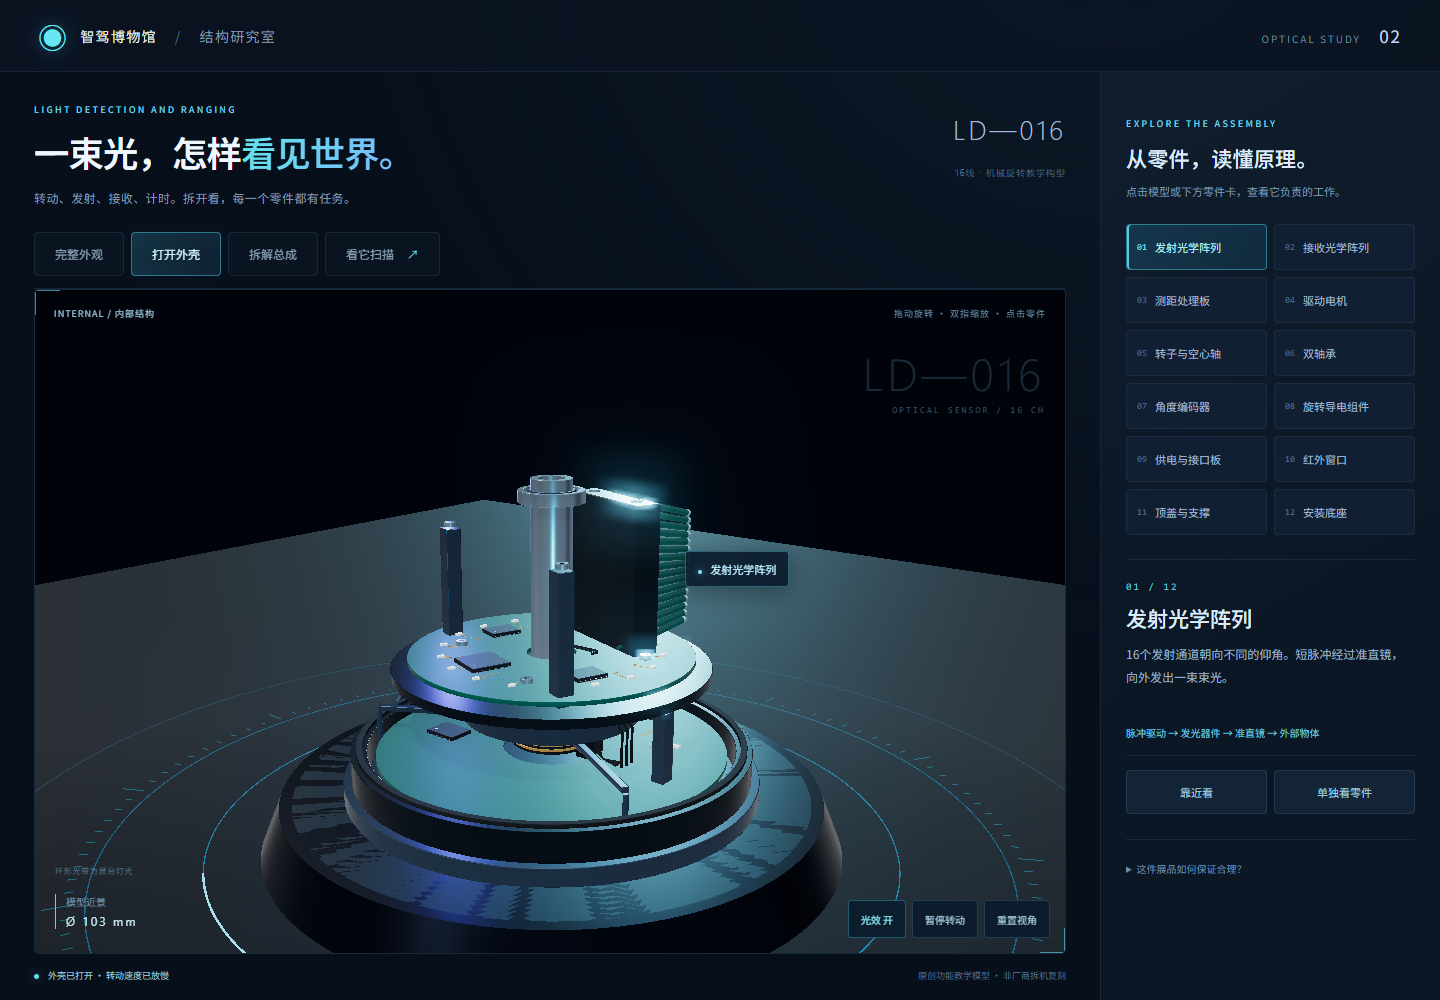 智驾博物馆 / 结构研究室
OPTICAL STUDY 02
LIGHT DETECTION AND RANGING
一束光，怎样看见世界。
转动、发射、接收、计时。拆开看，每一个零件都有任务。
LD—016
16线 · 机械旋转教学构型
完整外观
打开外壳
拆解总成
看它扫描 ↗
INTERNAL / 内部结构
拖动旋转 · 双指缩放 · 点击零件
LD—016
OPTICAL SENSOR / 16 CH
发射光学阵列
环形光带为展台灯光
模型近景
Ø 103 mm
光效 开
暂停转动
重置视角
外壳已打开 · 转动速度已放慢
原创功能教学模型 · 非厂商拆机复刻
EXPLORE THE ASSEMBLY
从零件，读懂原理。
点击模型或下方零件卡，查看它负责的工作。
01 发射光学阵列
02 接收光学阵列
03 测距处理板
04 驱动电机
05 转子与空心轴
06 双轴承
07 角度编码器
08 旋转导电组件
09 供电与接口板
10 红外窗口
11 顶盖与支撑
12 安装底座
01 / 12
发射光学阵列
16个发射通道朝向不同的仰角。短脉冲经过准直镜，
向外发出一束束光。
脉冲驱动 → 发光器件 → 准直镜 → 外部物体
靠近看
单独看零件
▶ 这件展品如何保证合理？